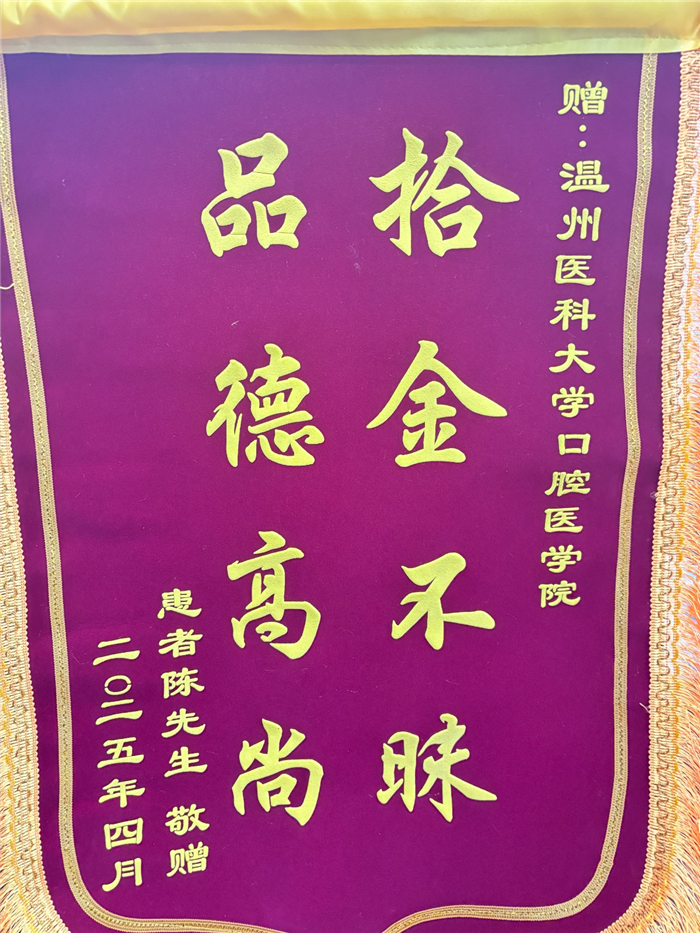 赠：温州医科大学口腔医学院
拾金不昧
品德高尚
患者陈先生 敬赠
二〇二五年四月